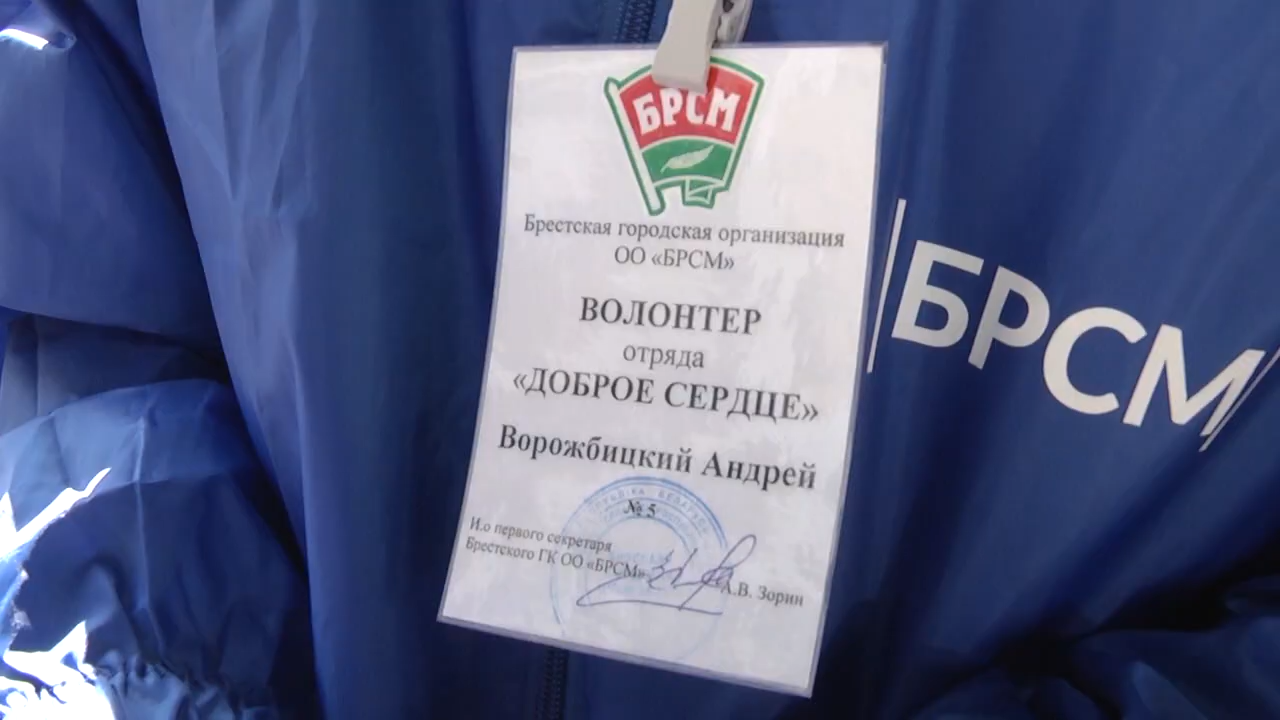 БРСМ
Брестская городская организация
ОО «БРСМ»
ВОЛОНТЕР
отряда
«ДОБРОЕ СЕРДЦЕ»
Ворожбицкий Андрей
№ 5
И.о первого секретаря
Брестского ГК ОО «БРСМ»
А.В. Зорин
БРСМ